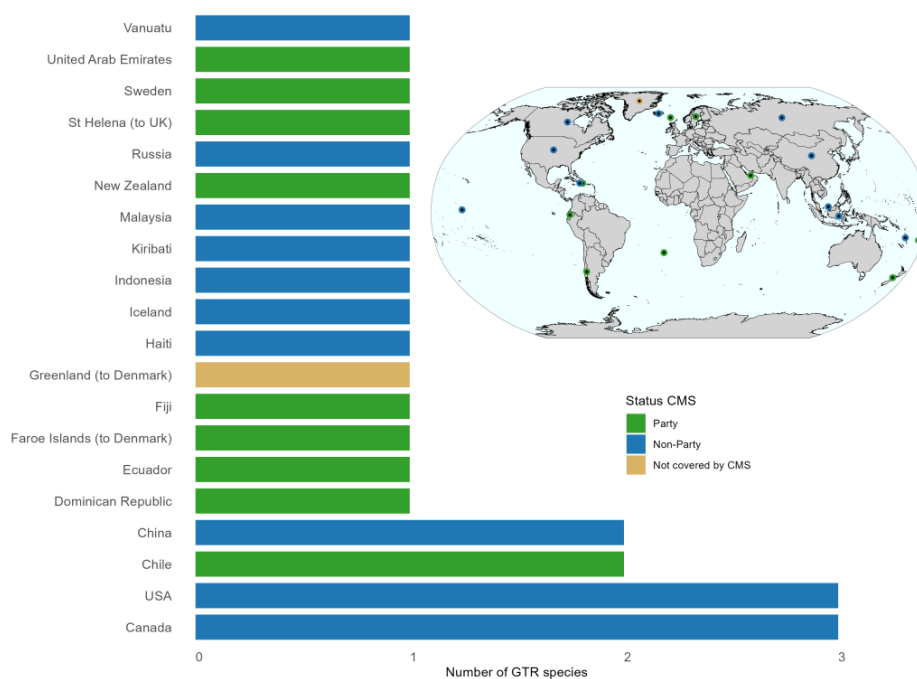 Vanuatu
United Arab Emirates
Sweden
St Helena (to UK)
Russia
New Zealand
Malaysia
Kiribati
Indonesia
Iceland
Haiti
Greenland (to Denmark)
Fiji
Faroe Islands (to Denmark)
Ecuador
Dominican Republic
China
Chile
USA
Canada
0 1 2 3
Number of GTR species
Status CMS
Party
Non-Party
Not covered by CMS